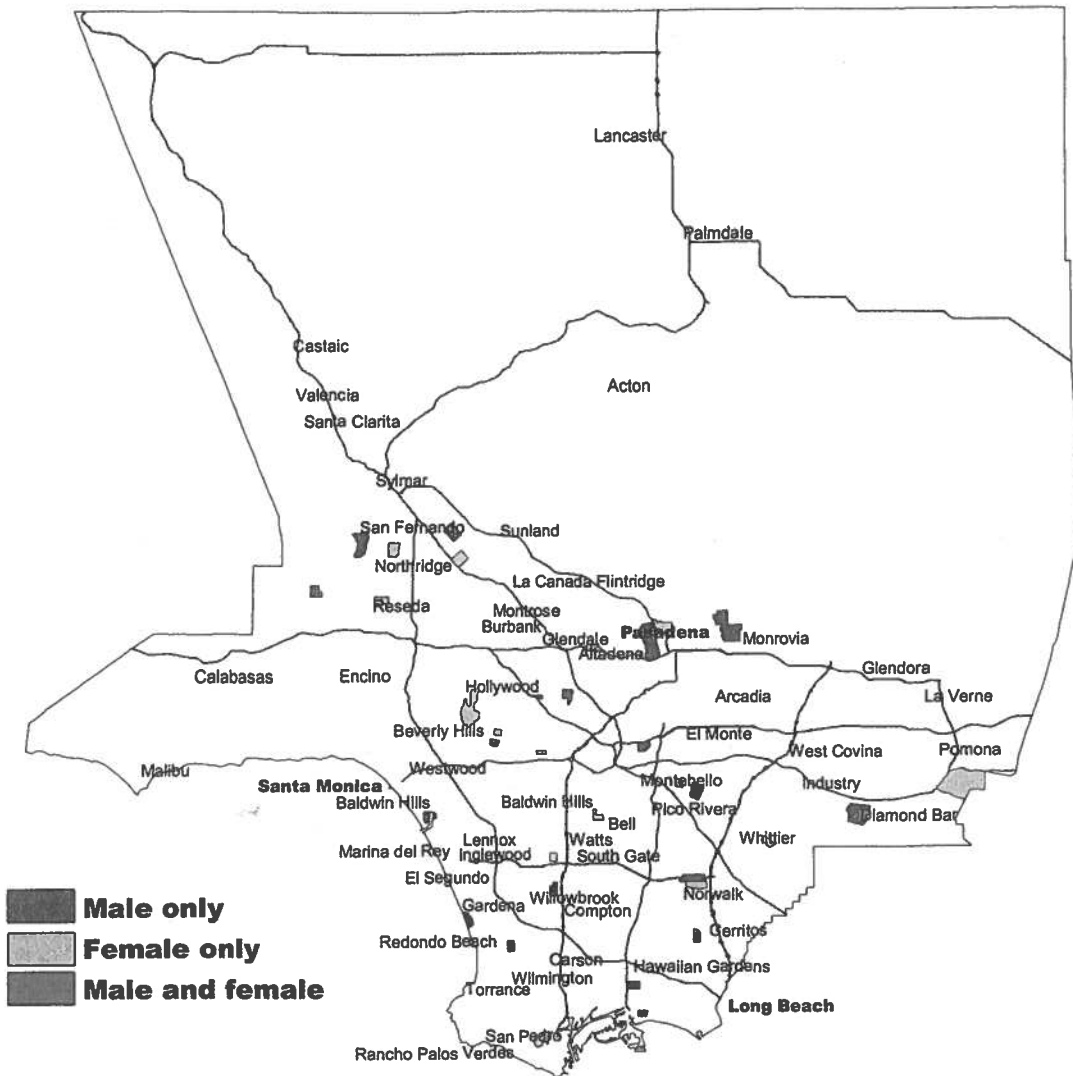 Lancaster
Palmdale
Castaic
Acton
Valencia
Santa Clarita
Sylmar
San Fernando
Sunland
Northridge
La Canada Flintridge
Reseda
Montrose
Burbank
Glendale
Pasadena
Monrovia
Altadena
Glendora
Calabasas
Encino
Hollywood
Arcadia
La Verne
Beverly Hills
El Monte
West Covina
Pomona
Malibu
Westwood
Santa Monica
Montebello
Industry
Baldwin Hills
Baldwin Hills
Bell
Pico Rivera
Diamond Bar
Marina del Rey
Lennox
Watts
Whittier
Inglewood
South Gate
El Segundo
Willowbrook
Norwalk
Gardena
Compton
Redondo Beach
Gerritos
Carson
Hawaiian Gardens
Wilmington
Torrance
Long Beach
San Pedro
Rancho Palos Verdes
Male only
Female only
Male and female